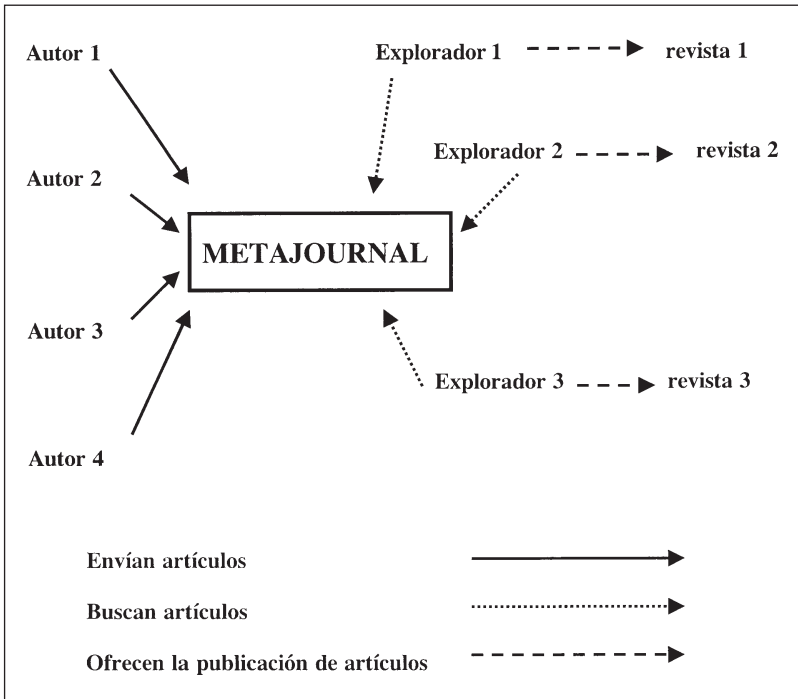 Autor 1
Explorador 1
revista 1
Autor 2
Explorador 2
revista 2
METAJOURNAL
Autor 3
Explorador 3
revista 3
Autor 4
Envían artículos
Buscan artículos
Ofrecen la publicación de artículos